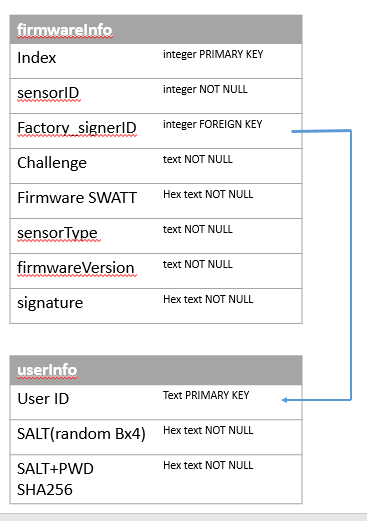 firmwareInfo
Index integer PRIMARY KEY
sensorID integer NOT NULL
Factory_signerID integer FOREIGN KEY
Challenge text NOT NULL
Firmware SWATT Hex text NOT NULL
sensorType text NOT NULL
firmwareVersion text NOT NULL
signature Hex text NOT NULL
userInfo
User ID Text PRIMARY KEY
SALT(random Bx4) Hex text NOT NULL
SALT+PWD Hex text NOT NULL
SHA256